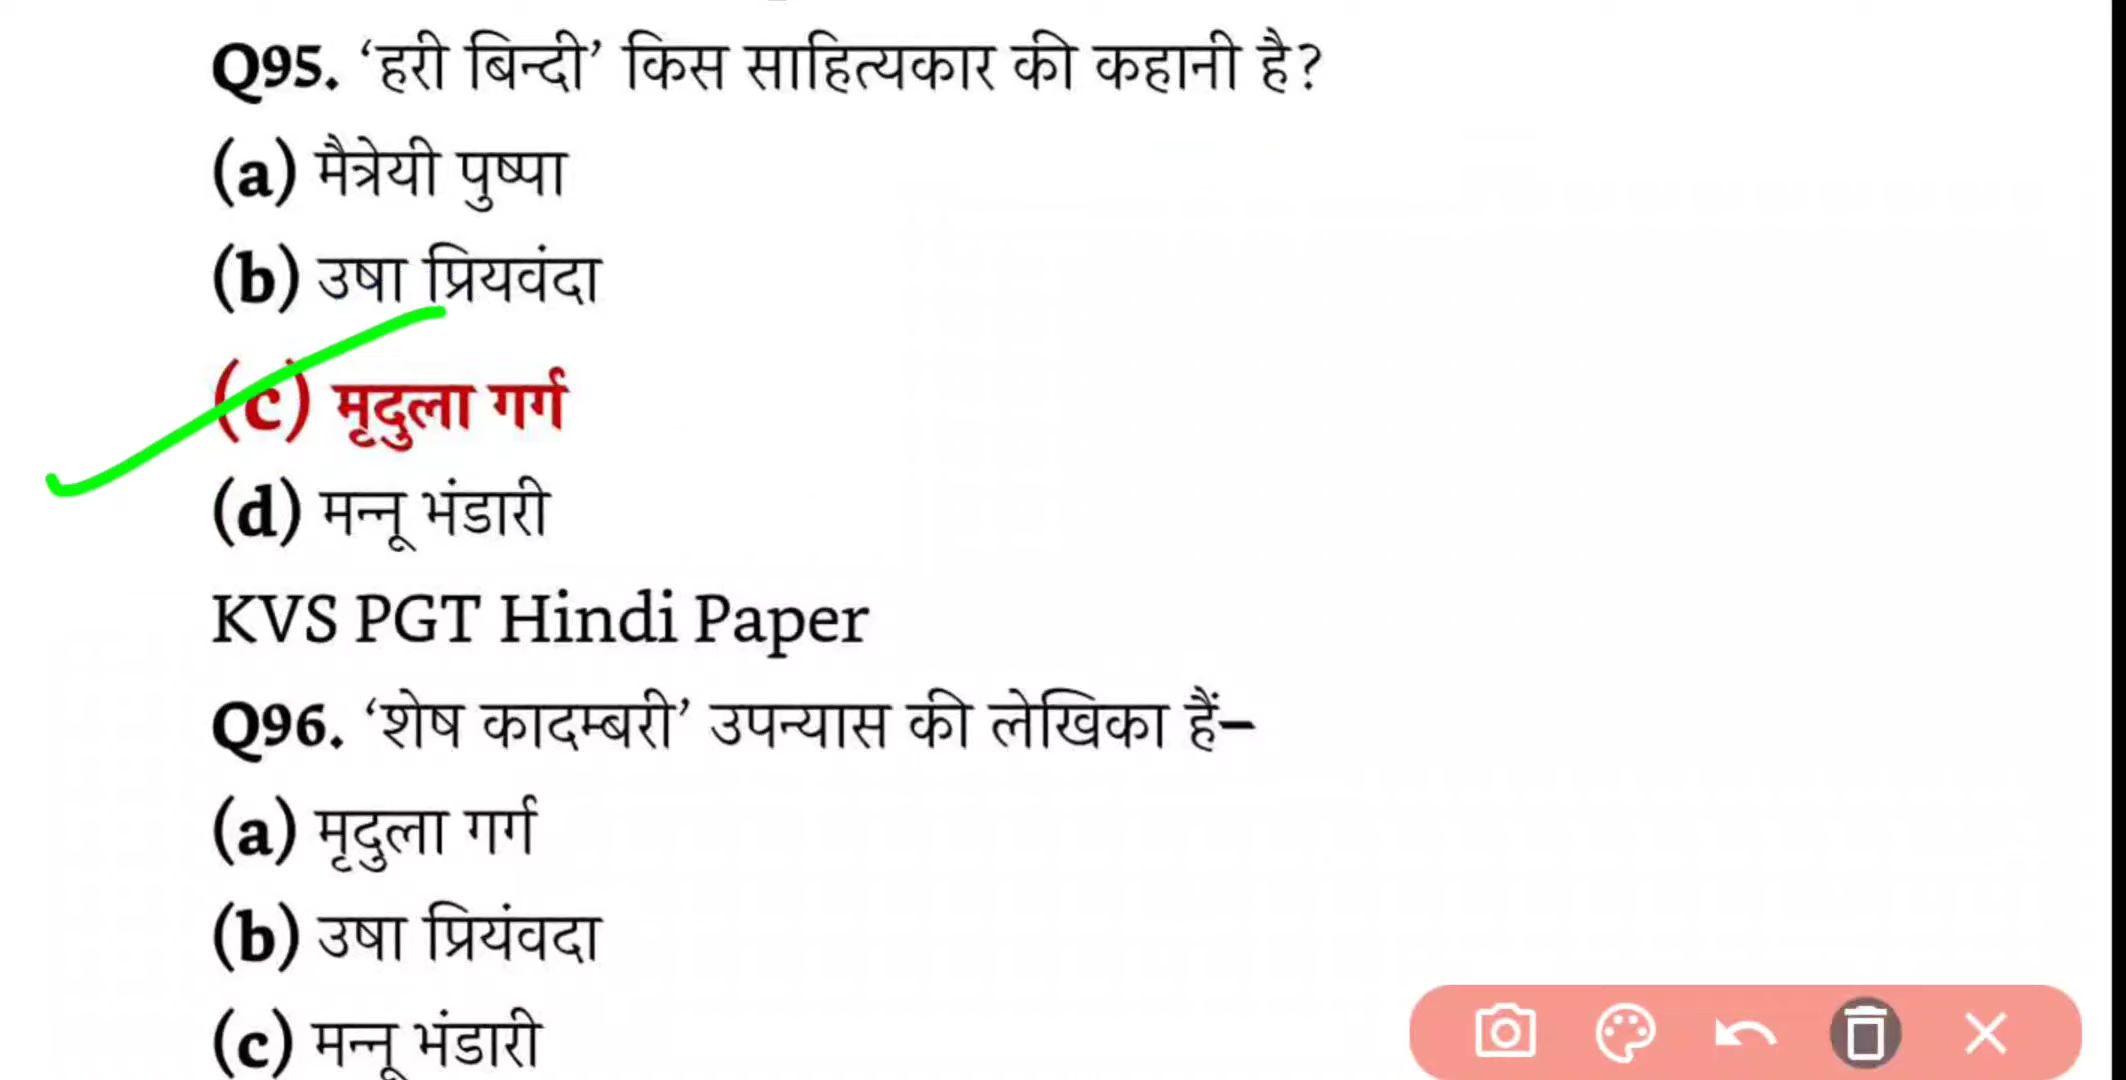 Q95. ‘हरी बिन्दी’ किस साहित्यकार की कहानी है?
(a) मैत्रेयी पुष्पा
(b) उषा प्रियवंदा
(c) मृदुला गर्ग
(d) मन्नू भंडारी
KVS PGT Hindi Paper
Q96. ‘शेष कादम्बरी’ उपन्यास की लेखिका हैं–
(a) मृदुला गर्ग
(b) उषा प्रियंवदा
(c) मन्नू भंडारी